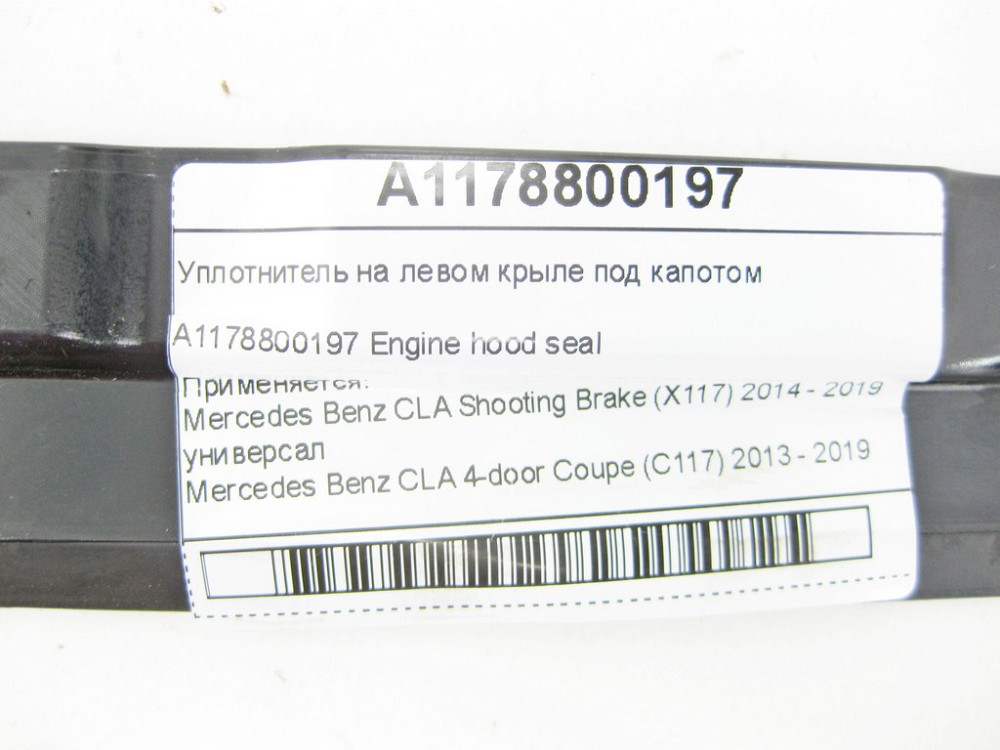 A1178800197
Уплотнитель на левом крыле под капотом
A1178800197 Engine hood seal
Применяется:
Mercedes Benz CLA Shooting Brake (X117) 2014 - 2019
универсал
Mercedes Benz CLA 4-door Coupe (C117) 2013 - 2019